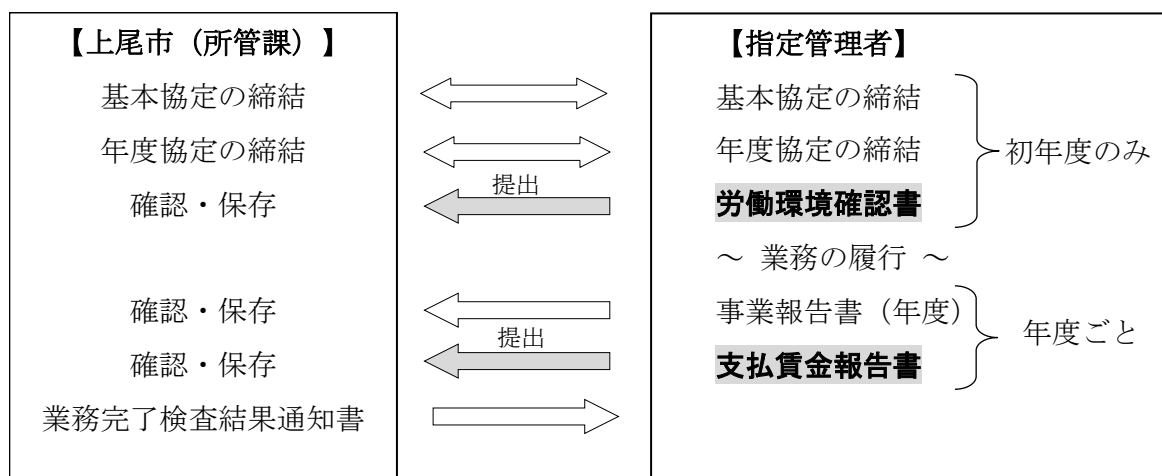 【上尾市（所管課）】
【指定管理者】
基本協定の締結
基本協定の締結
年度協定の締結
年度協定の締結
初年度のみ
提出
確認・保存
労働環境確認書
～ 業務の履行 ～
確認・保存
事業報告書（年度）
年度ごと
提出
確認・保存
支払賃金報告書
業務完了検査結果通知書